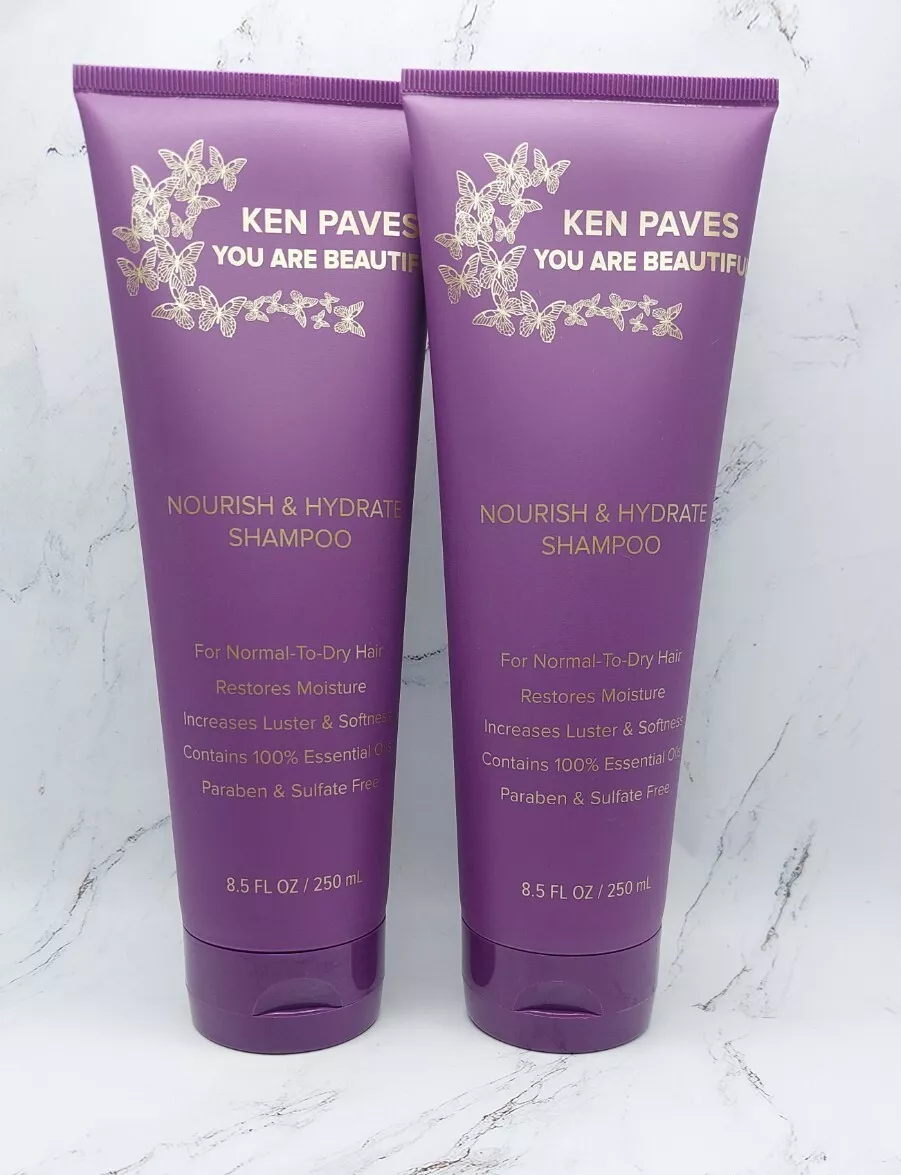 KEN PAVES
YOU ARE BEAUTIF
NOURISH & HYDRATE
SHAMPOO
For Normal-To-Dry Hair
Restores Moisture
Increases Luster & Softness
Contains 100% Essential Oils
Paraben & Sulfate Free
8.5 FL OZ / 250 mL
KEN PAVES
YOU ARE BEAUTIFU
NOURISH & HYDRATE
SHAMPOO
For Normal-To-Dry Hair
Restores Moisture
Increases Luster & Softness
Contains 100% Essential Oils
Paraben & Sulfate Free
8.5 FL OZ / 250 mL